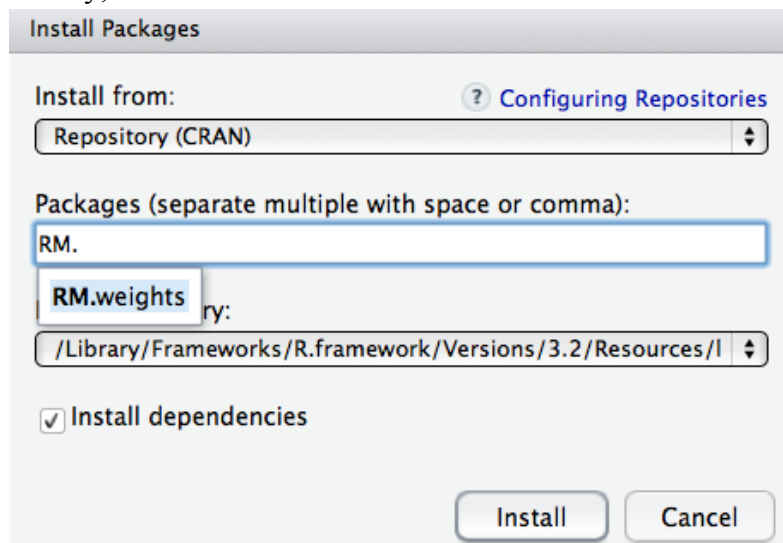 Install Packages
Install from:
? Configuring Repositories
Repository (CRAN)
Packages (separate multiple with space or comma):
RM.
RM.weights
ry:
/Library/Frameworks/R.framework/Versions/3.2/Resources/l
Install dependencies
Install Cancel